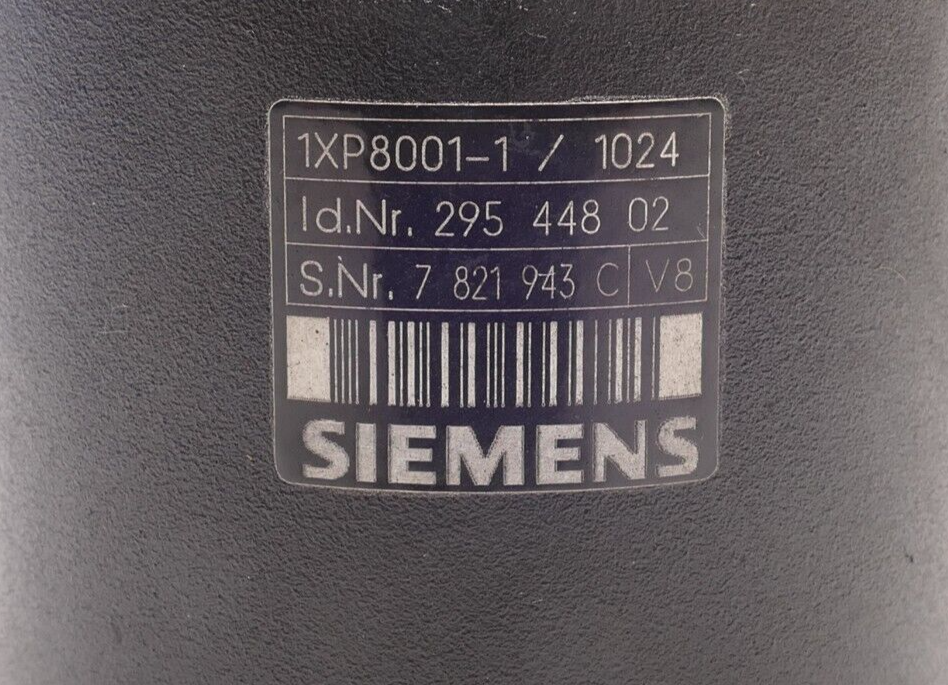 1XP8001-1 / 1024
Id.Nr. 295 448 02
S.Nr. 7 821 943 C V8
SIEMENS